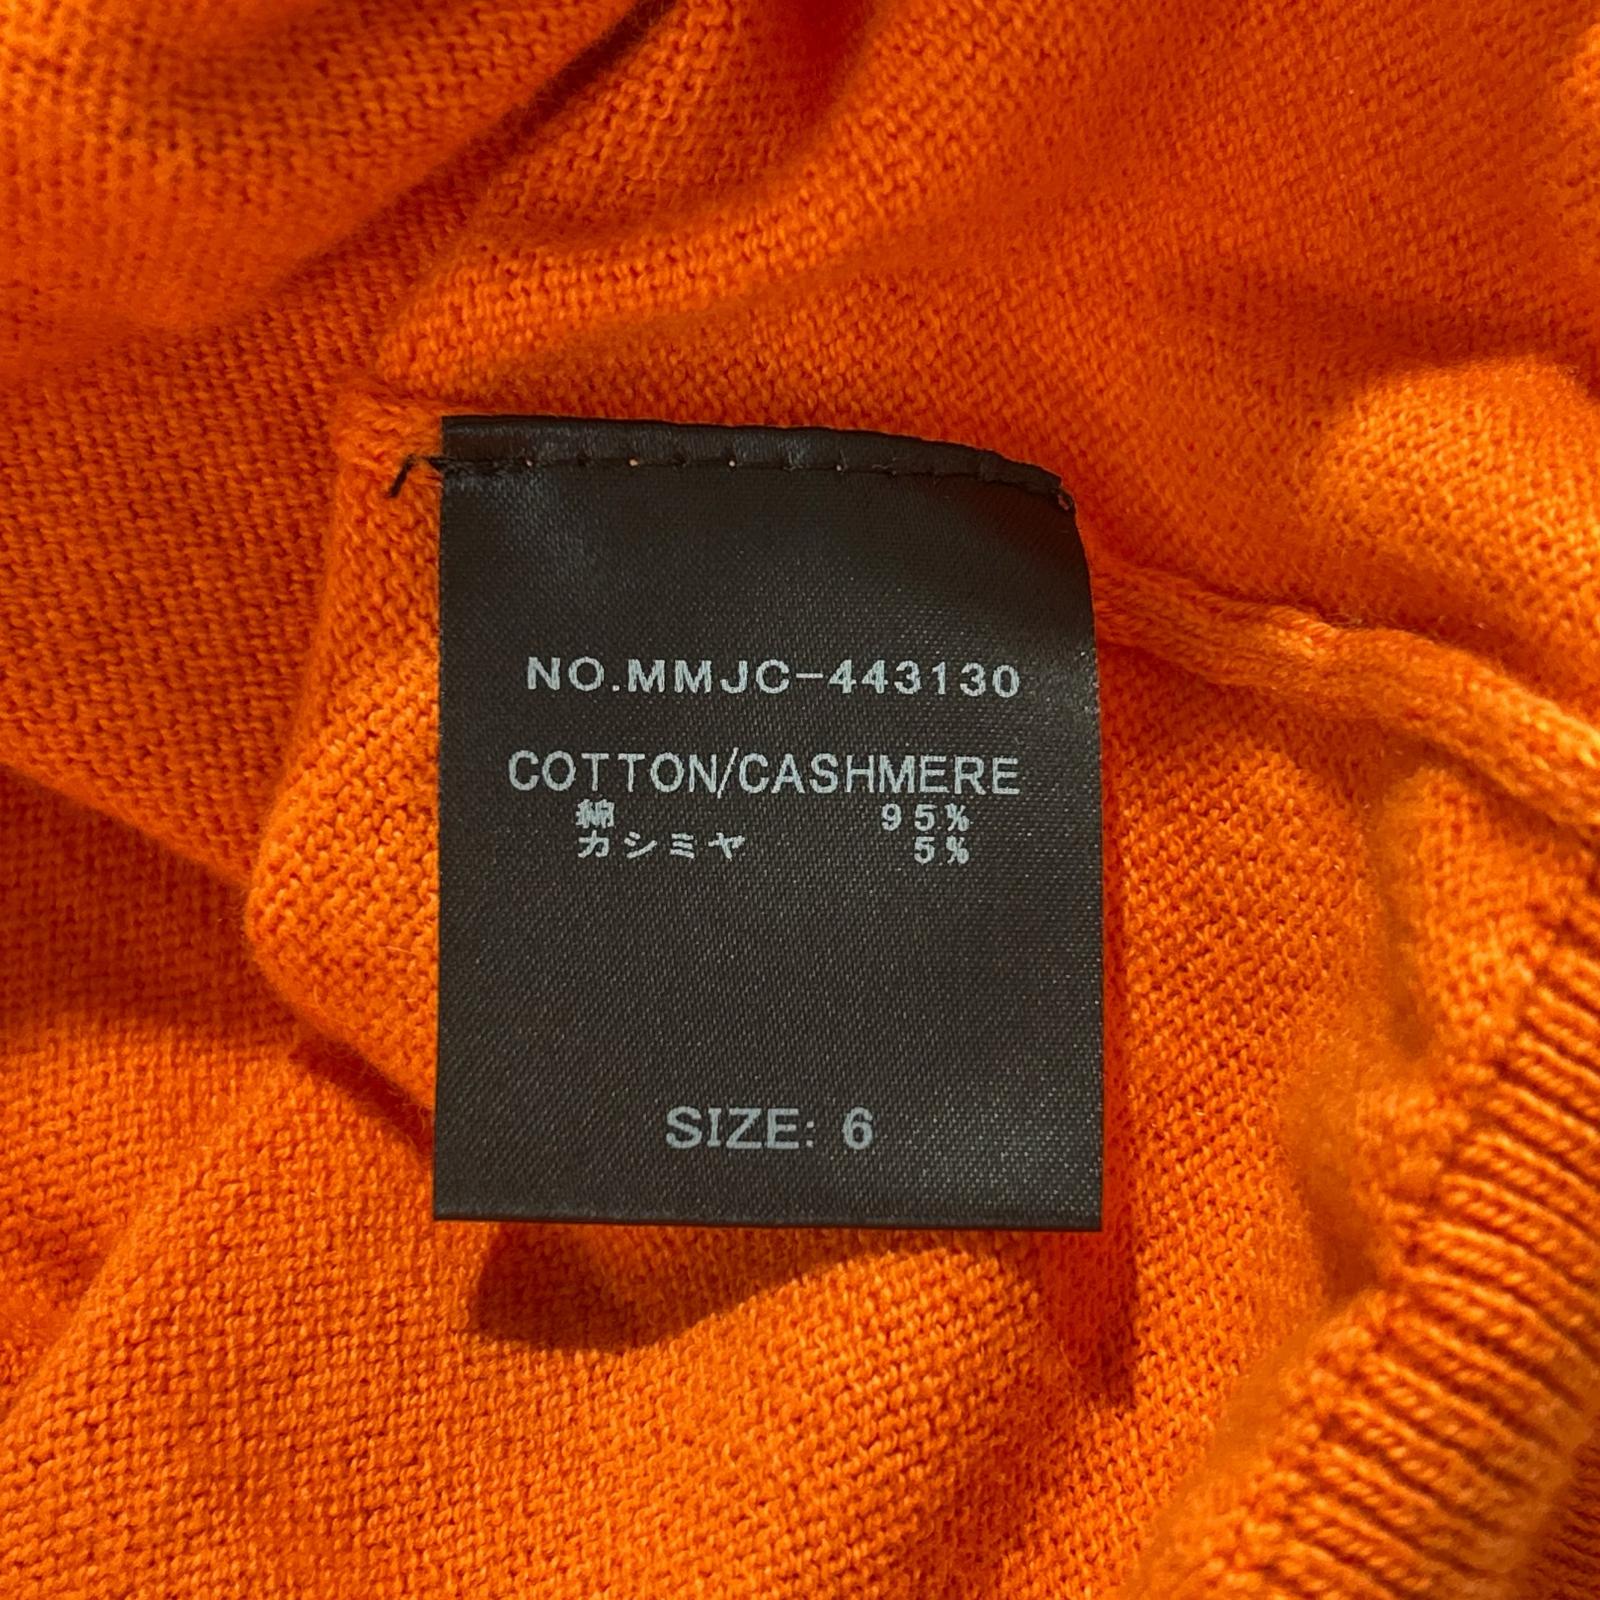 NO.MMJC-443130
COTTON/CASHMERE
綿 95%
カシミヤ 5%
SIZE: 6